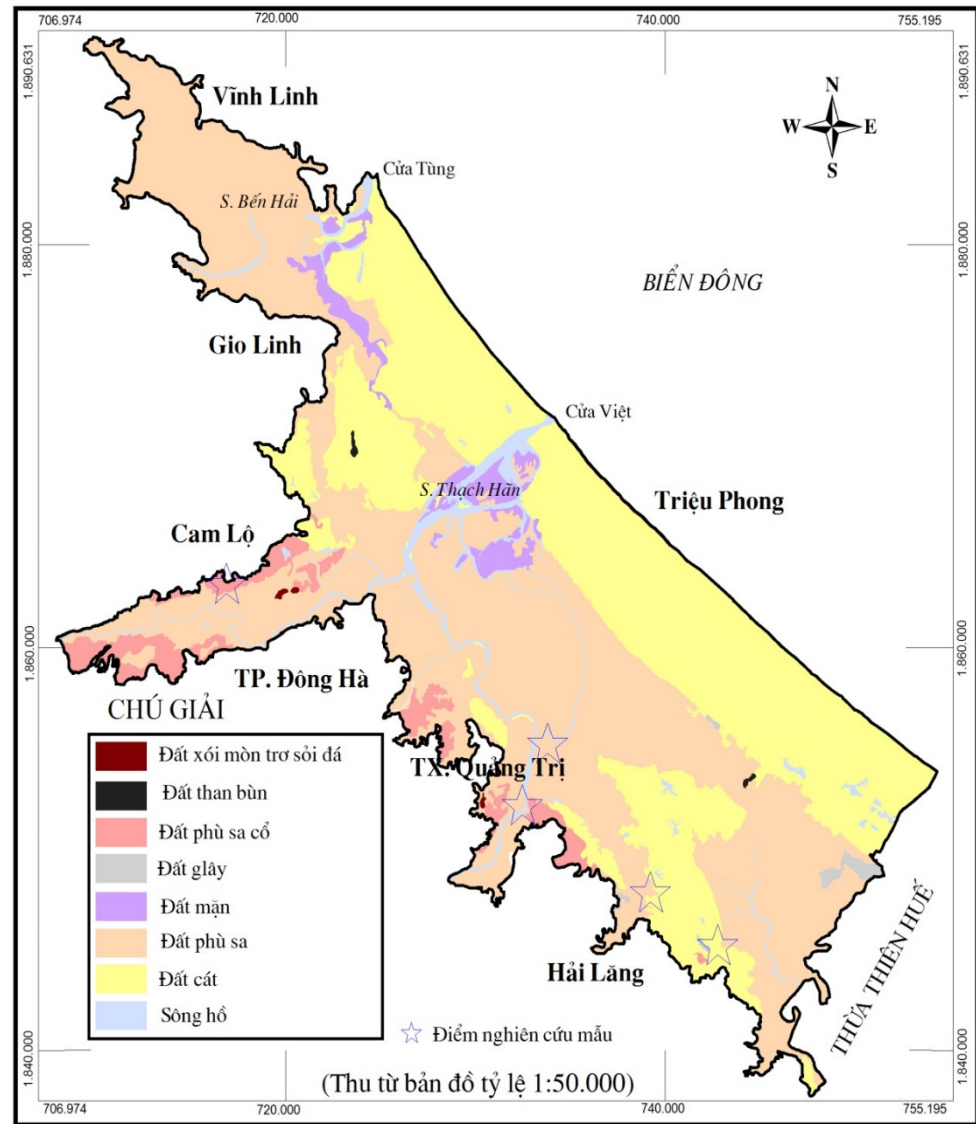 706.974
720.000
740.000
755.195
1.890.631
1.890.631
Vĩnh Linh
N
W
E
S
Cửa Tùng
S. Bến Hải
1.880.000
1.880.000
BIỂN ĐÔNG
Gio Linh
Cửa Việt
S. Thạch Hãn
Triệu Phong
Cam Lộ
1.860.000
1.860.000
TP. Đông Hà
CHÚ GIẢI
Đất xói mòn trơ sỏi đá
Đất than bùn
Đất phù sa cổ
Đất glây
Đất mặn
Đất phù sa
Đất cát
Sông hồ
TX. Quảng Trị
Hải Lăng
THỪA THIÊN HUẾ
Điểm nghiên cứu mẫu
1.840.000
1.840.000
(Thu từ bản đồ tỷ lệ 1:50.000)
706.974
720.000
740.000
755.195